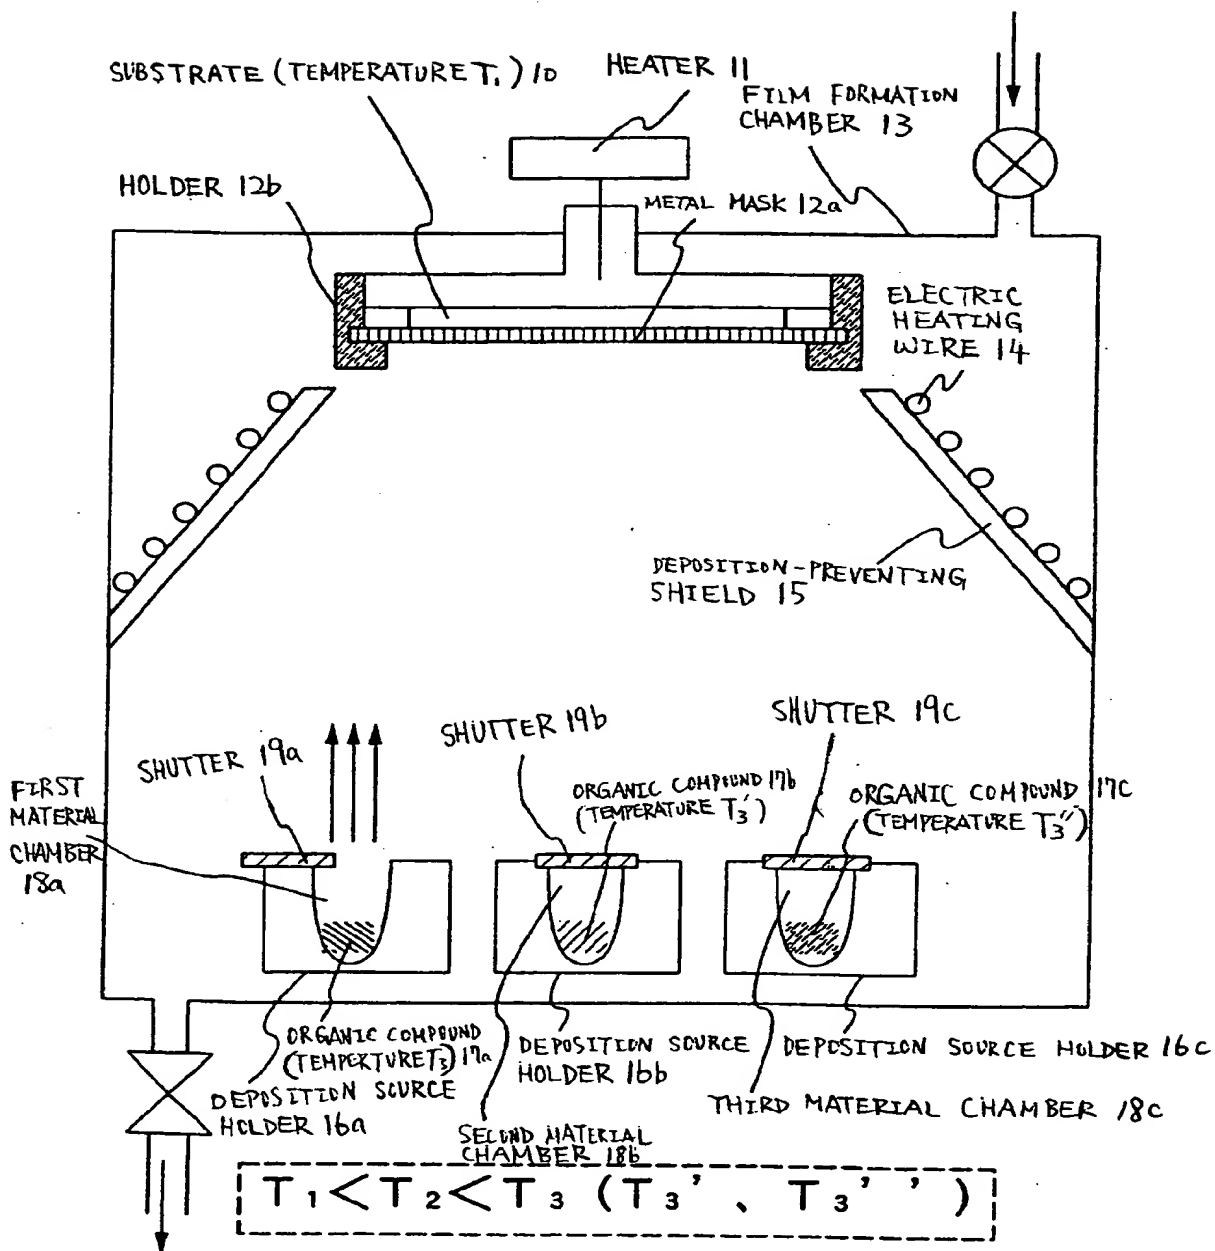 SUBSTRATE (TEMPERATURE T₁) 10
HEATER 11
FILM FORMATION
CHAMBER 13
HOLDER 12b
METAL MASK 12a
ELECTRIC
HEATING
WIRE 14
DEPOSITION-PREVENTING
SHIELD 15
SHUTTER 19a
SHUTTER 19b
SHUTTER 19c
FIRST
MATERIAL
CHAMBER
18a
ORGANIC COMPOUND 17b
(TEMPERATURE T₃')
ORGANIC COMPOUND 17c
(TEMPERATURE T₃'')
ORGANIC COMPOUND
(TEMPERTURE T₃) 17a
DEPOSITION SOURCE
HOLDER 16a
DEPOSITION SOURCE
HOLDER 16b
DEPOSITION SOURCE HOLDER 16c
SECOND MATERIAL
CHAMBER 18b
THIRD MATERIAL CHAMBER 18c
T₁<T₂<T₃ (T₃'、T₃'')